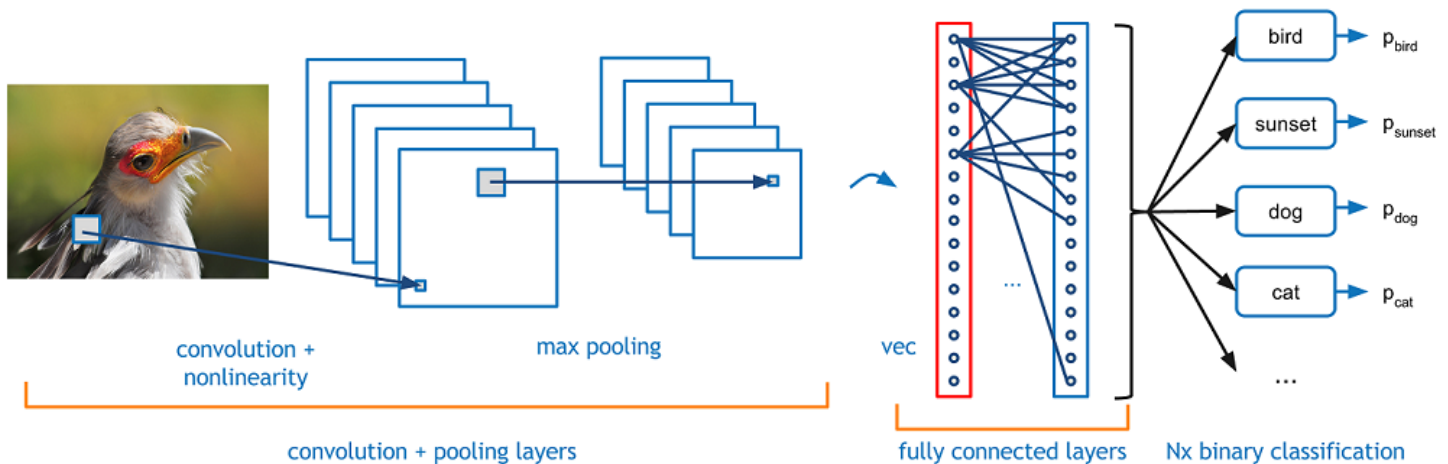 bird
p_bird
sunset
p_sunset
dog
p_dog
cat
p_cat
...
...
convolution +
nonlinearity
max pooling
vec
convolution + pooling layers
fully connected layers
Nx binary classification